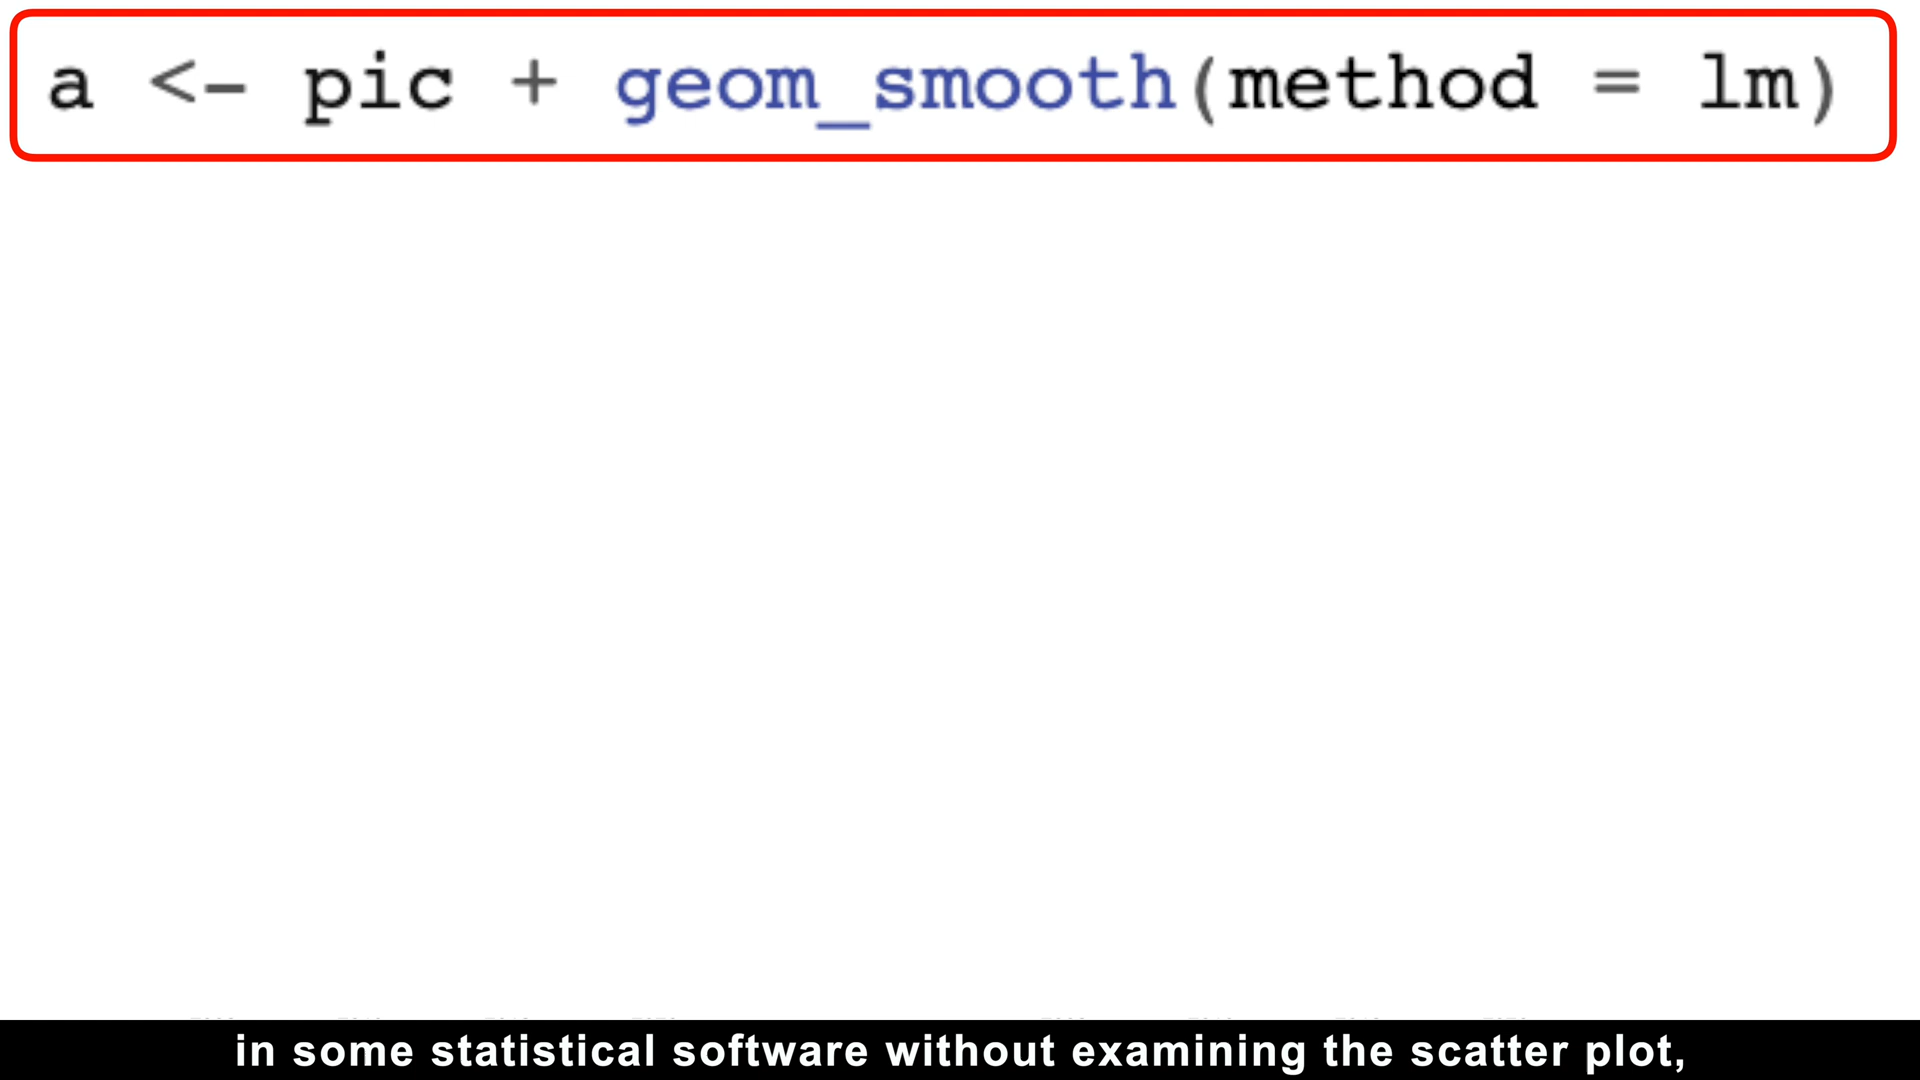 a <- pic + geom_smooth(method = lm)
in some statistical software without examining the scatter plot,